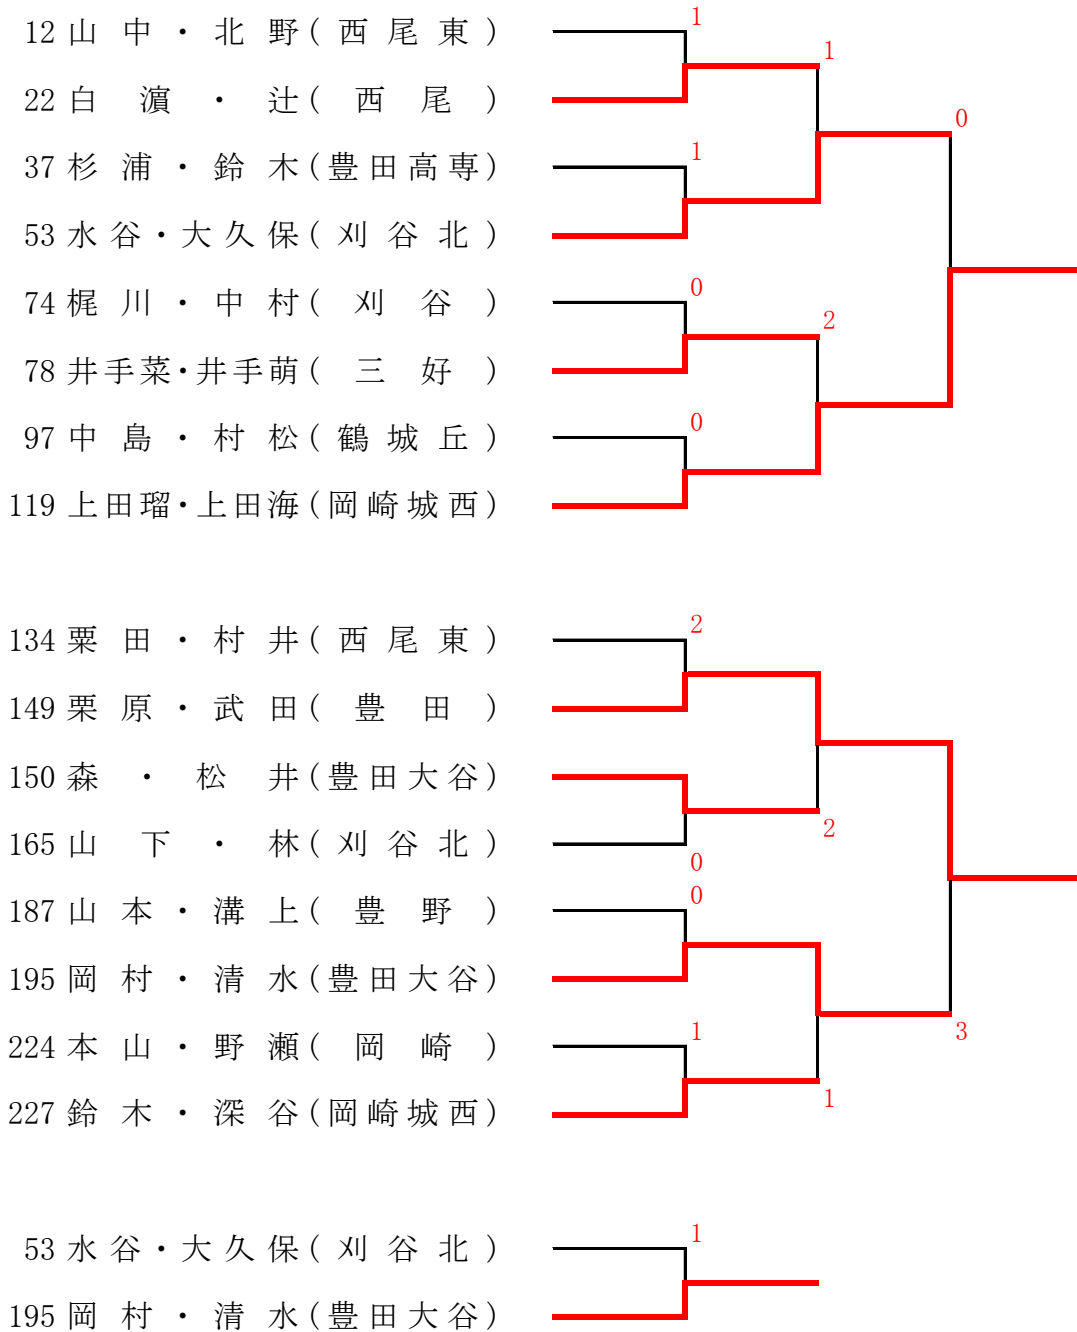 1
12 山中・北野(西尾東)
1
22 白濵・辻(西尾)
0
1
37 杉浦・鈴木(豊田高専)
53 水谷・大久保(刈谷北)
0
74 梶川・中村(刈谷)
2
78 井手菜・井手萌(三好)
0
97 中島・村松(鶴城丘)
119 上田瑠・上田海(岡崎城西)
2
134 粟田・村井(西尾東)
149 栗原・武田(豊田)
150 森・松井(豊田大谷)
2
165 山下・林(刈谷北)
0
0
187 山本・溝上(豊野)
195 岡村・清水(豊田大谷)
1
3
224 本山・野瀬(岡崎)
1
227 鈴木・深谷(岡崎城西)
1
53 水谷・大久保(刈谷北)
195 岡村・清水(豊田大谷)